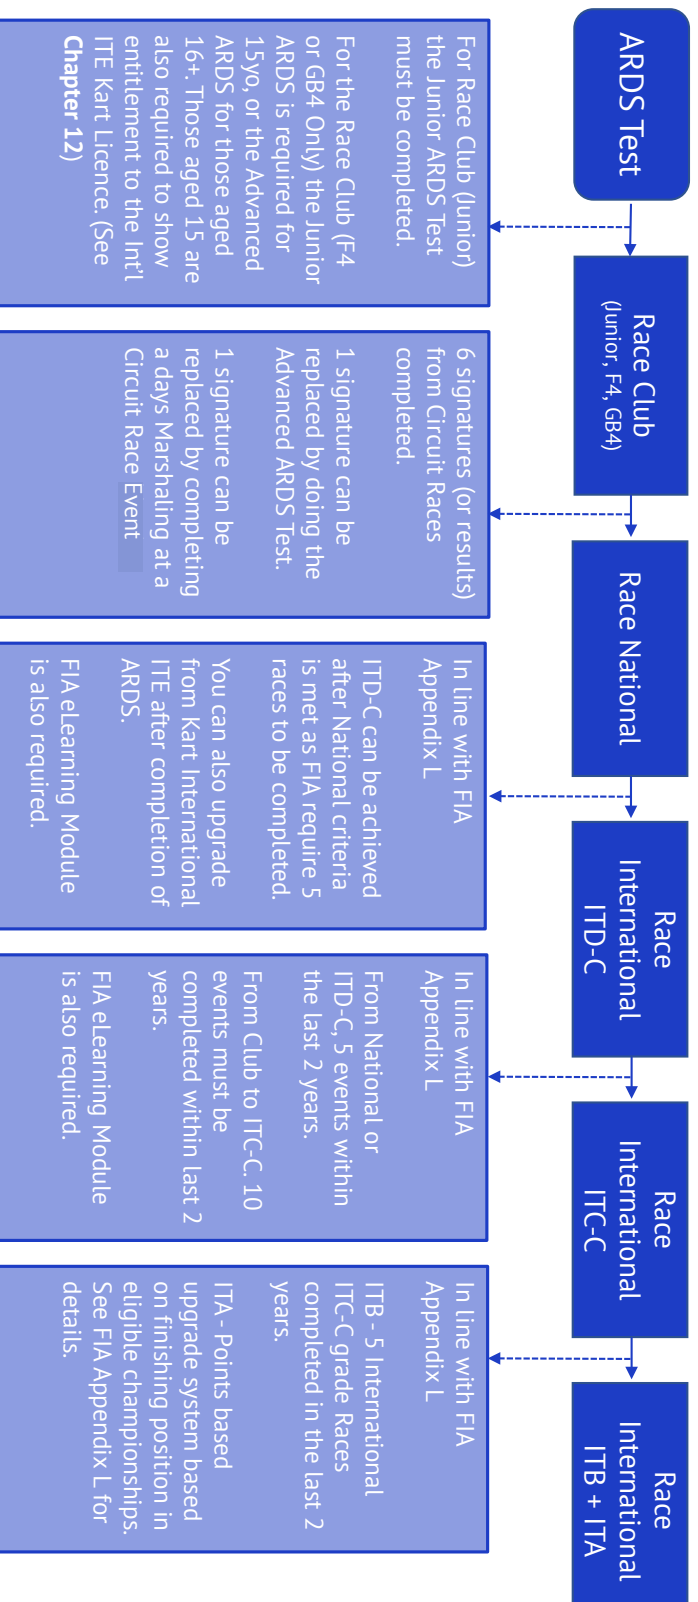 ARDS Test
Race Club
(Junior, F4, GB4)
Race National
Race
International
ITD-C
Race
International
ITC-C
Race
International
ITB + ITA
For Race Club (Junior)
the Junior ARDS Test
must be completed.
For the Race Club (F4
or GB4 Only) the Junior
ARDS is required for
15yo, or the Advanced
ARDS for those aged
16+. Those aged 15 are
also required to show
entitlement to the Int'l
ITE Kart Licence. (See
Chapter 12)
6 signatures (or results)
from Circuit Races
completed.
1 signature can be
replaced by doing the
Advanced ARDS Test.
1 signature can be
replaced by completing
a days Marshaling at a
Circuit Race Event
In line with FIA
Appendix L
ITD-C can be achieved
after National criteria
is met as FIA require 5
races to be completed.
You can also upgrade
from Kart International
ITE after completion of
ARDS.
FIA eLearning Module
is also required.
In line with FIA
Appendix L
From National or
ITD-C, 5 events within
the last 2 years.
From Club to ITC-C. 10
events must be
completed within last 2
years.
FIA eLearning Module
is also required.
In line with FIA
Appendix L
ITB - 5 International
ITC-C grade Races
completed in the last 2
years.
ITA - Points based
upgrade system based
on finishing position in
eligible championships.
See FIA Appendix L for
details.